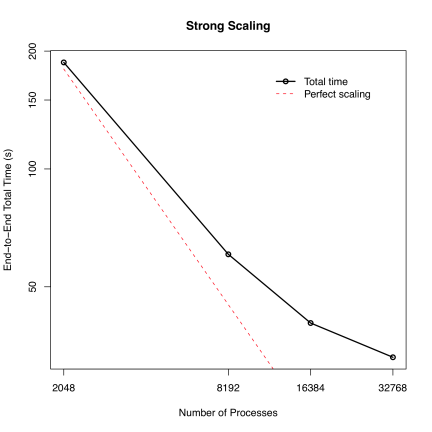 Strong Scaling
200
150
100
50
End-to-End Total Time (s)
Total time
Perfect scaling
2048
8192
16384
32768
Number of Processes